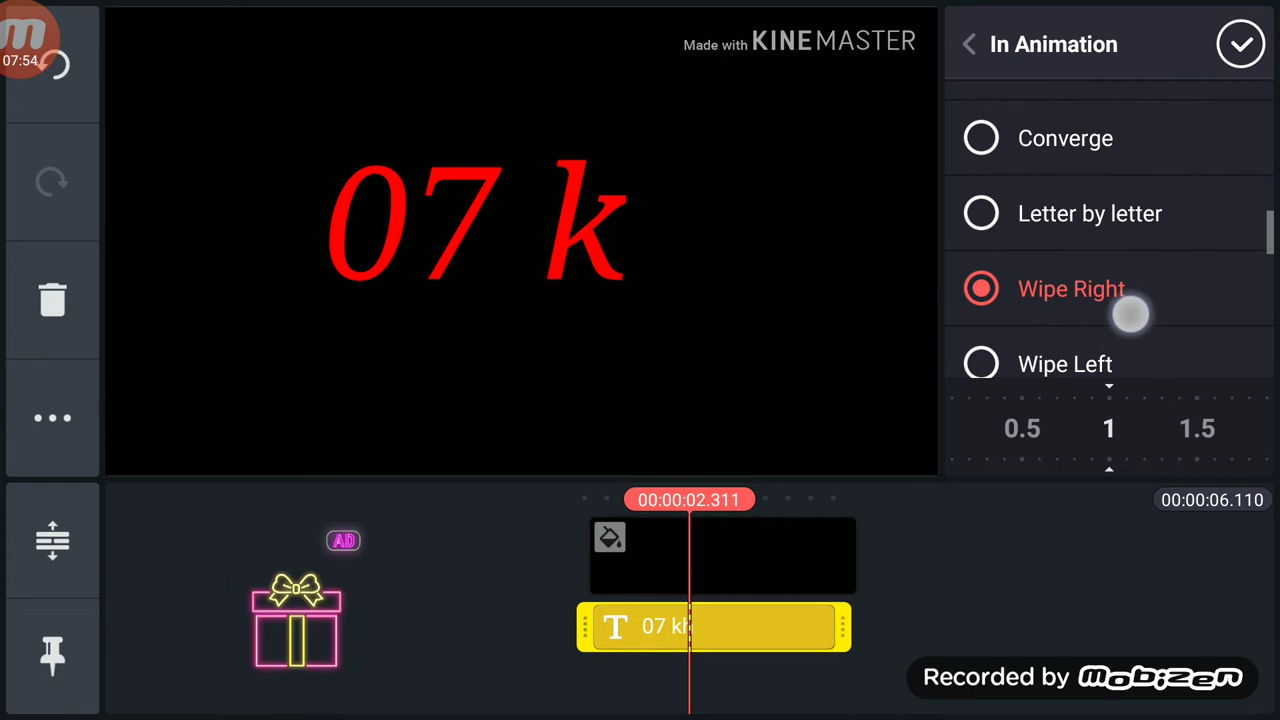 07:54
Made with KINEMASTER
07 k
In Animation
Converge
Letter by letter
Wipe Right
Wipe Left
0.5 1 1.5
00:00:02.311
00:00:06.110
AD
T 07 kh
Recorded by mobizen